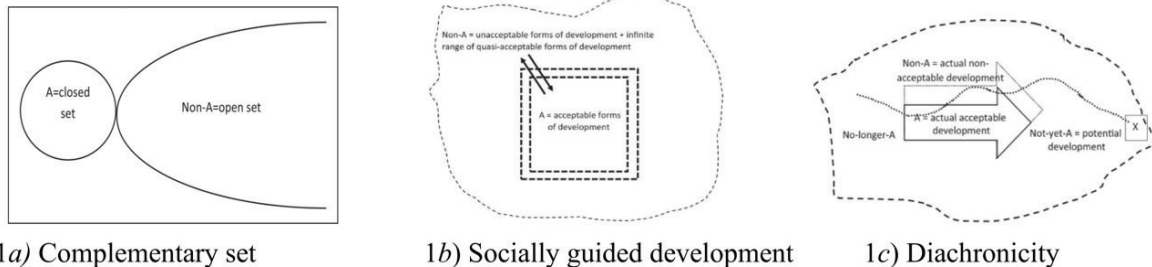 A=closed
set
Non-A=open set
Non-A = unacceptable forms of development + infinite
range of quasi-acceptable forms of development
A = acceptable forms
of development
Non-A = actual non-
acceptable development
No-longer-A
A = actual acceptable
development
Not-yet-A = potential
development
X
1a) Complementary set
1b) Socially guided development
1c) Diachronicity